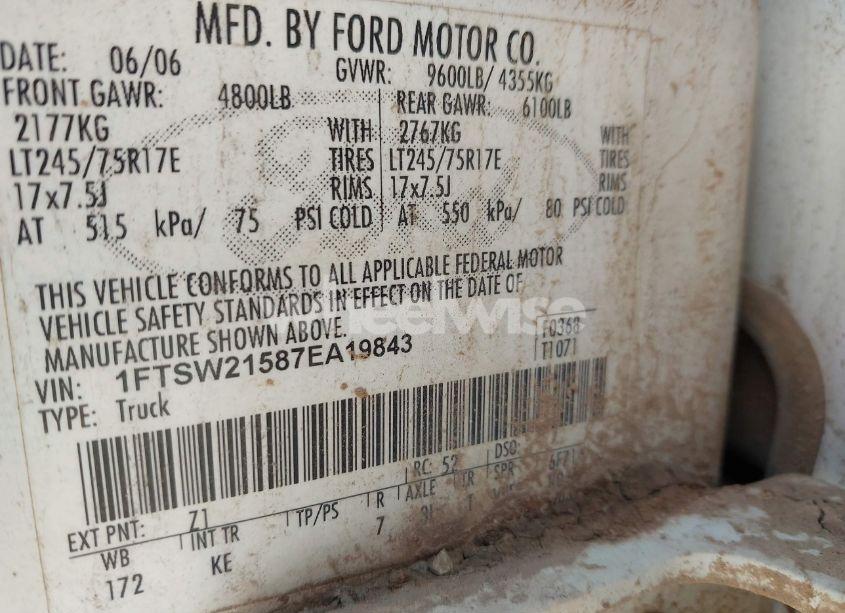 MFD. BY FORD MOTOR CO.
DATE: 06/06 GVWR: 9600LB/ 4355KG
FRONT GAWR: 4800LB REAR GAWR: 6100LB
2177KG WITH 2767KG WITH
LT245/75R17E TIRES LT245/75R17E TIRES
17x7.5J RIMS 17x7.5J RIMS
AT 515 kPa/ 75 PSI COLD AT 550 kPa/ 80 PSI COLD
THIS VEHICLE CONFORMS TO ALL APPLICABLE FEDERAL MOTOR
VEHICLE SAFETY STANDARDS IN EFFECT ON THE DATE OF
MANUFACTURE SHOWN ABOVE.
VIN: 1FTSW21587EA19843
F0368
T1071
TYPE: Truck
RC: 52 DSO:
EXT PNT: Z1
WB INT TR TP/PS R AXLE TR SPR
172 KE 7